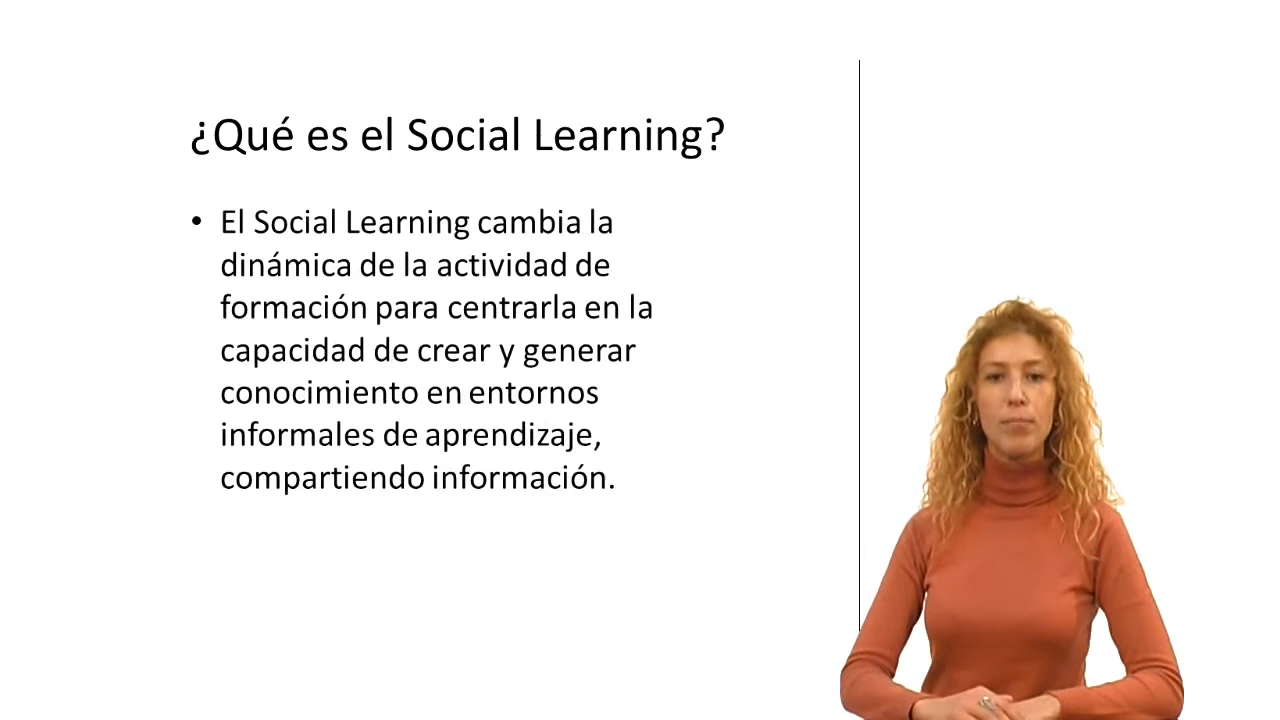 ¿Qué es el Social Learning?
• El Social Learning cambia la
dinámica de la actividad de
formación para centrarla en la
capacidad de crear y generar
conocimiento en entornos
informales de aprendizaje,
compartiendo información.